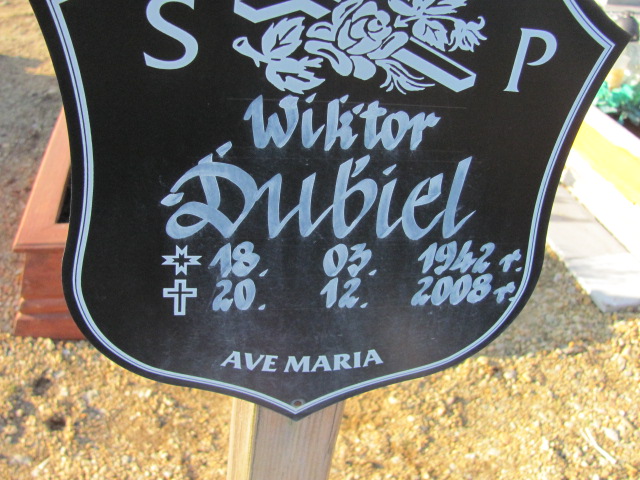 S P
Wiktor
Dubiel
18. 03. 1942 r.
20. 12. 2008 r.
AVE MARIA